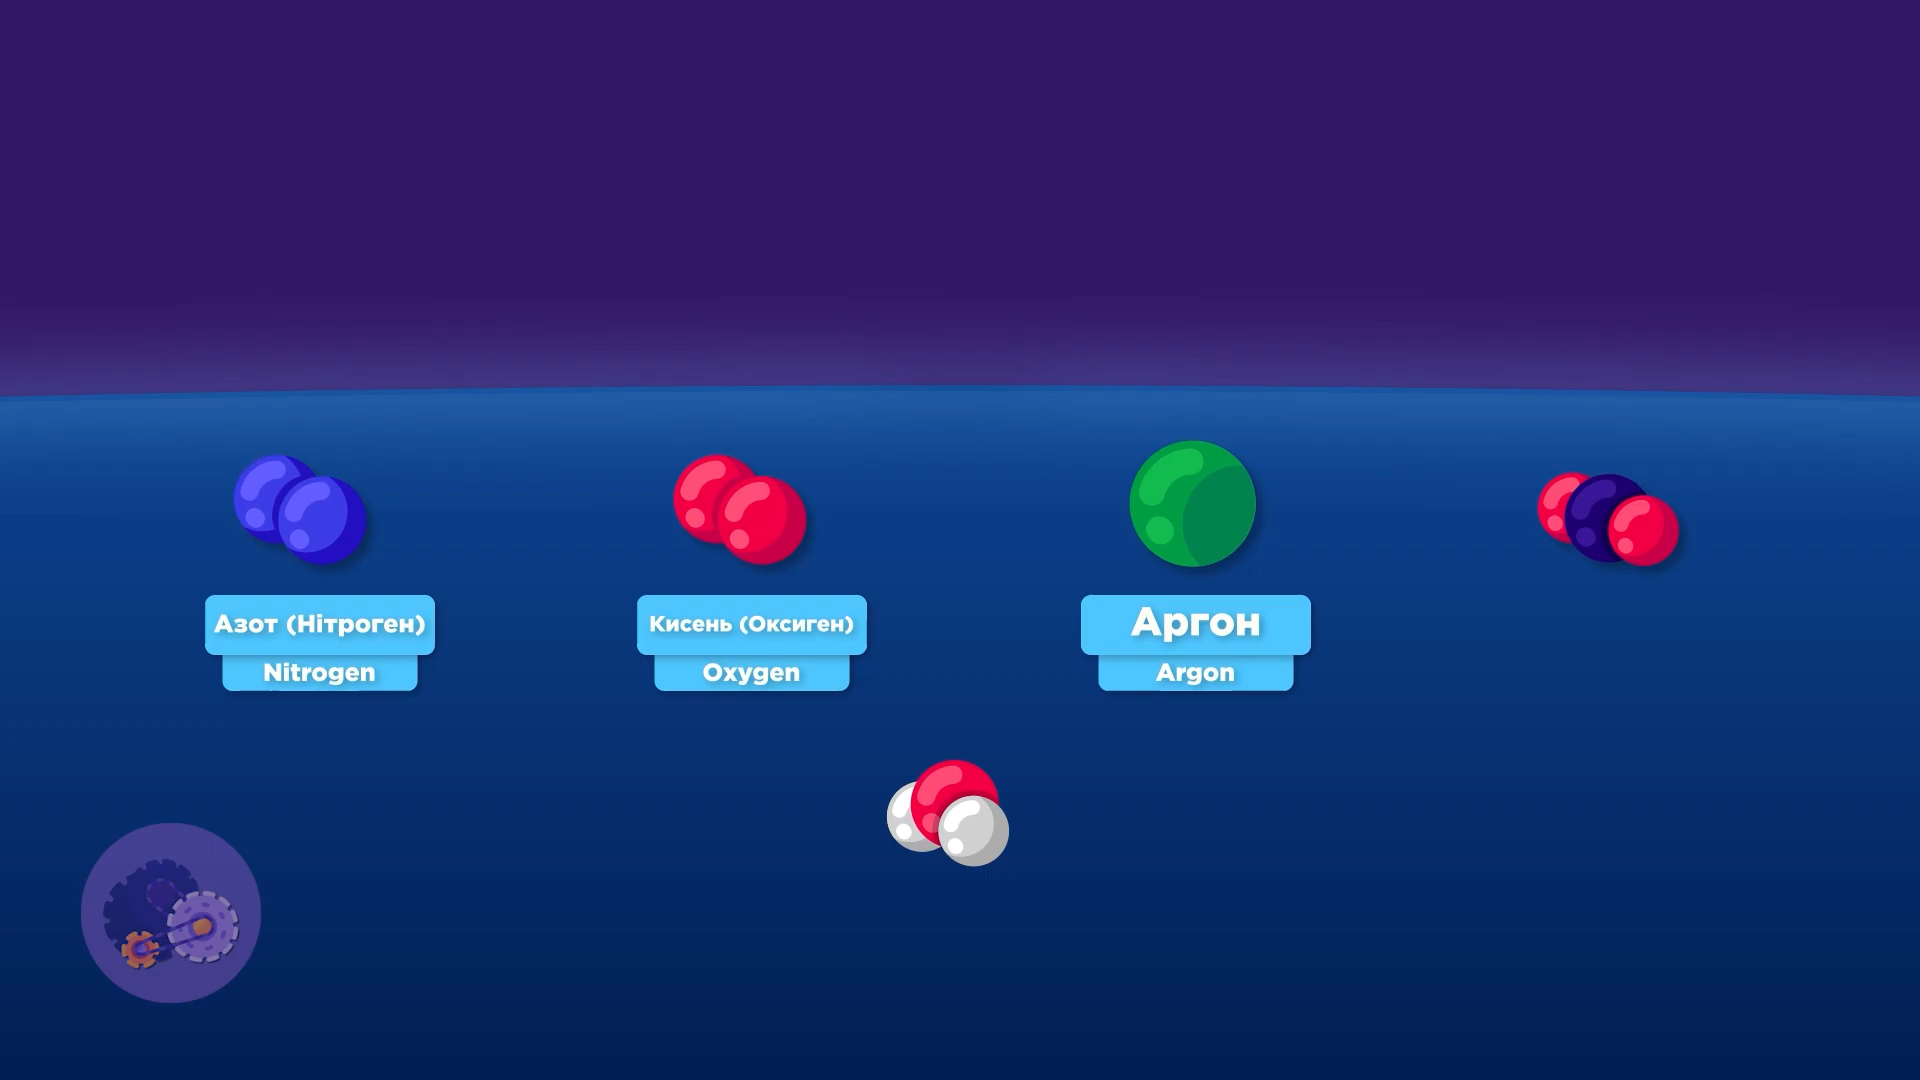 Азот (Нітроген)
Nitrogen
Кисень (Оксиген)
Oxygen
Аргон
Argon